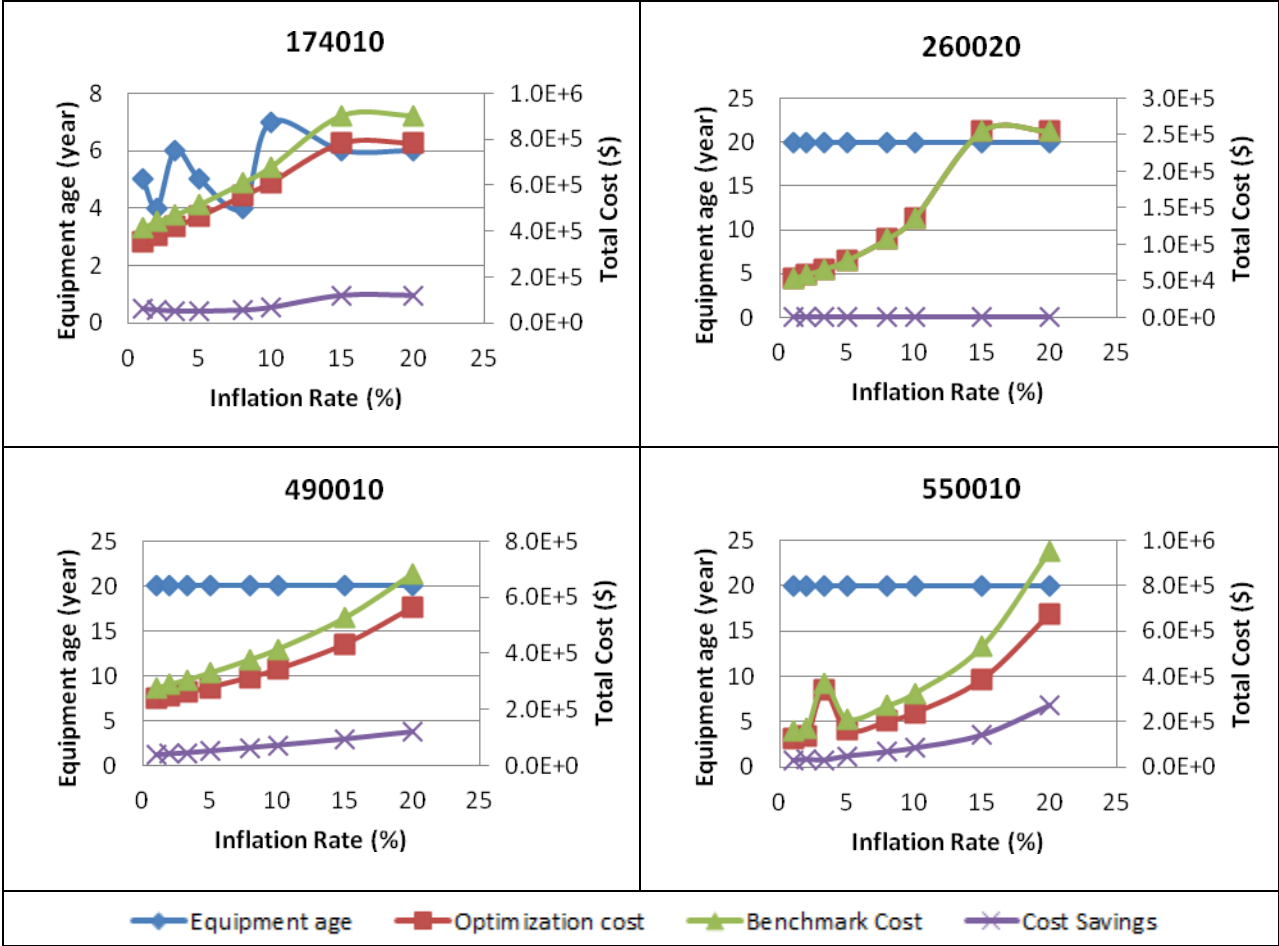 174010
8
6
4
2
0
Equipment age (year)
1.0E+6
8.0E+5
6.0E+5
4.0E+5
2.0E+5
0.0E+0
Total Cost ($)
0 5 10 15 20 25
Inflation Rate (%)
260020
25
20
15
10
5
0
Equipment age (year)
3.0E+5
2.5E+5
2.0E+5
1.5E+5
1.0E+5
5.0E+4
0.0E+0
Total Cost ($)
0 5 10 15 20 25
Inflation Rate (%)
490010
25
20
15
10
5
0
Equipment age (year)
8.0E+5
6.0E+5
4.0E+5
2.0E+5
0.0E+0
Total Cost ($)
0 5 10 15 20 25
Inflation Rate (%)
550010
25
20
15
10
5
0
Equipment age (year)
1.0E+6
8.0E+5
6.0E+5
4.0E+5
2.0E+5
0.0E+0
Total Cost ($)
0 5 10 15 20 25
Inflation Rate (%)
Equipment age Optimization cost Benchmark Cost Cost Savings